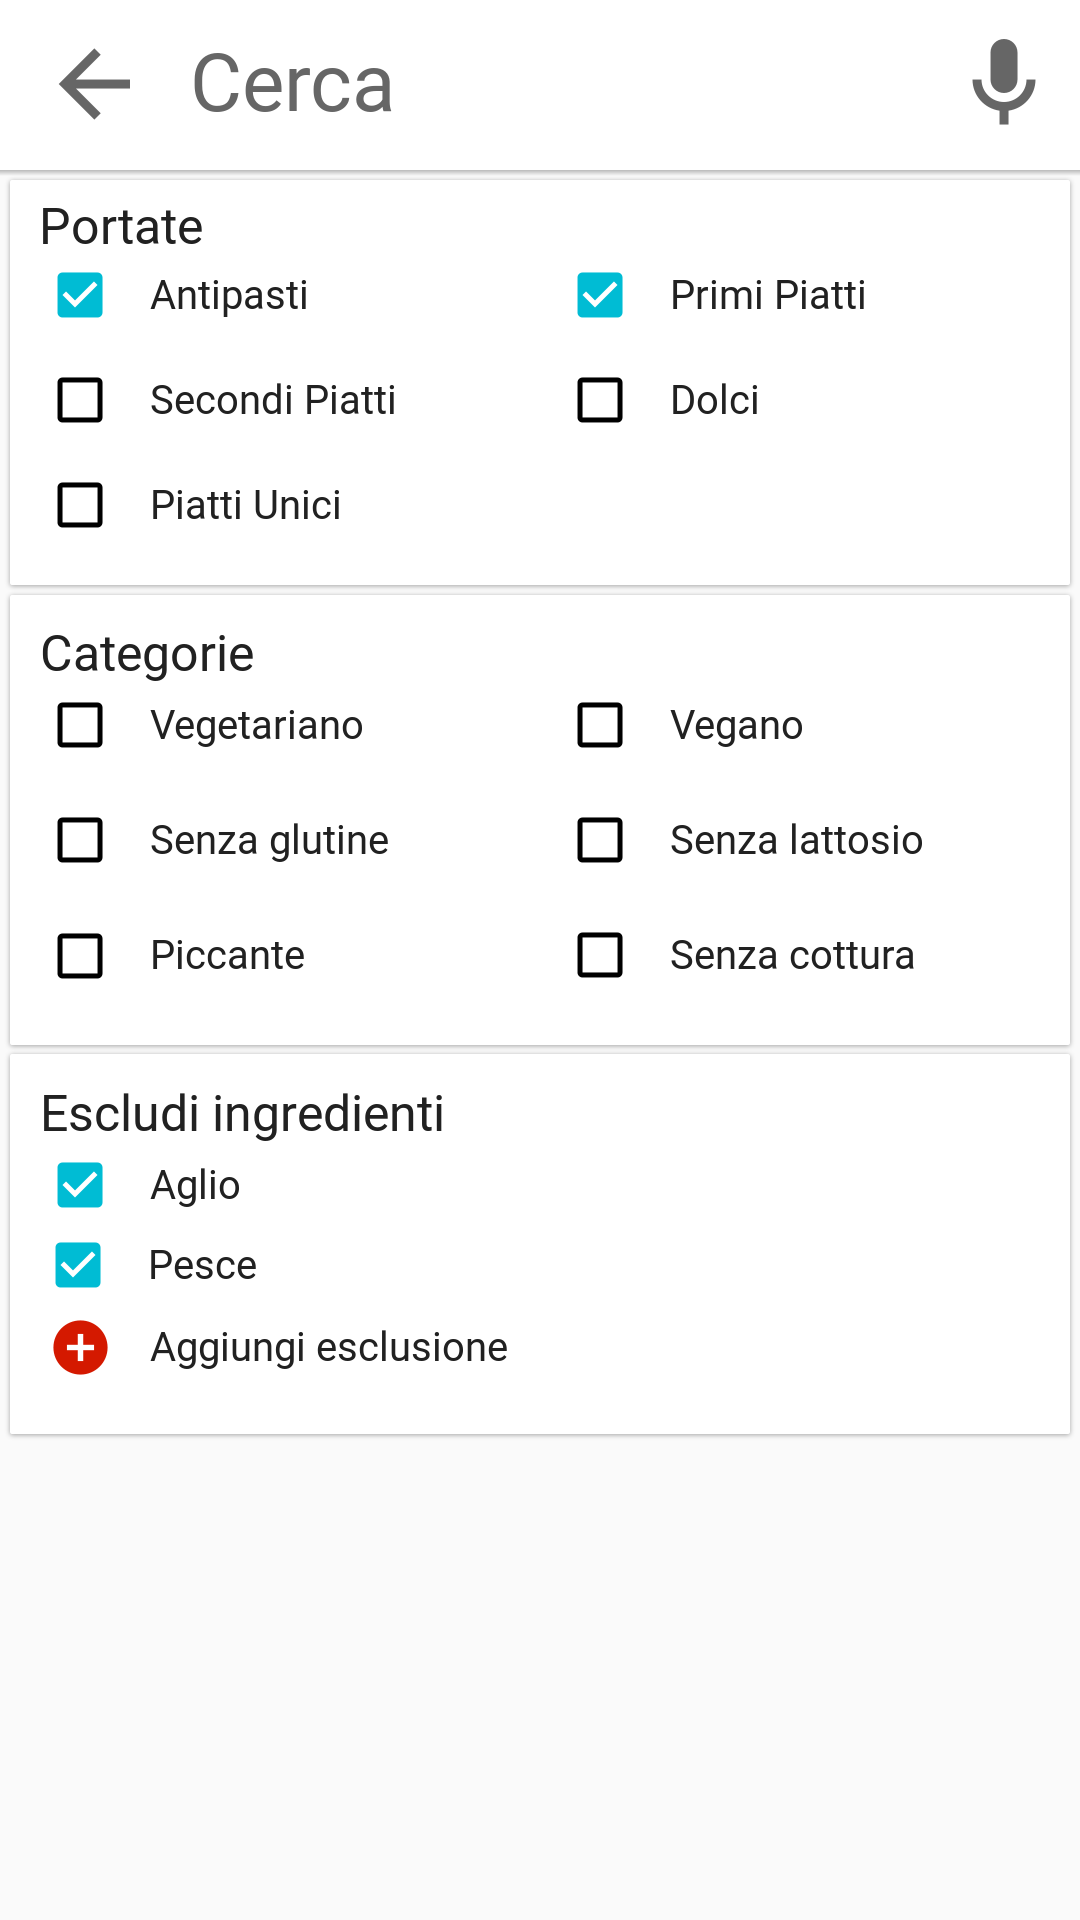 Cerca
Portate
Antipasti
Primi Piatti
Secondi Piatti
Dolci
Piatti Unici
Categorie
Vegetariano
Vegano
Senza glutine
Senza lattosio
Piccante
Senza cottura
Escludi ingredienti
Aglio
Pesce
Aggiungi esclusione